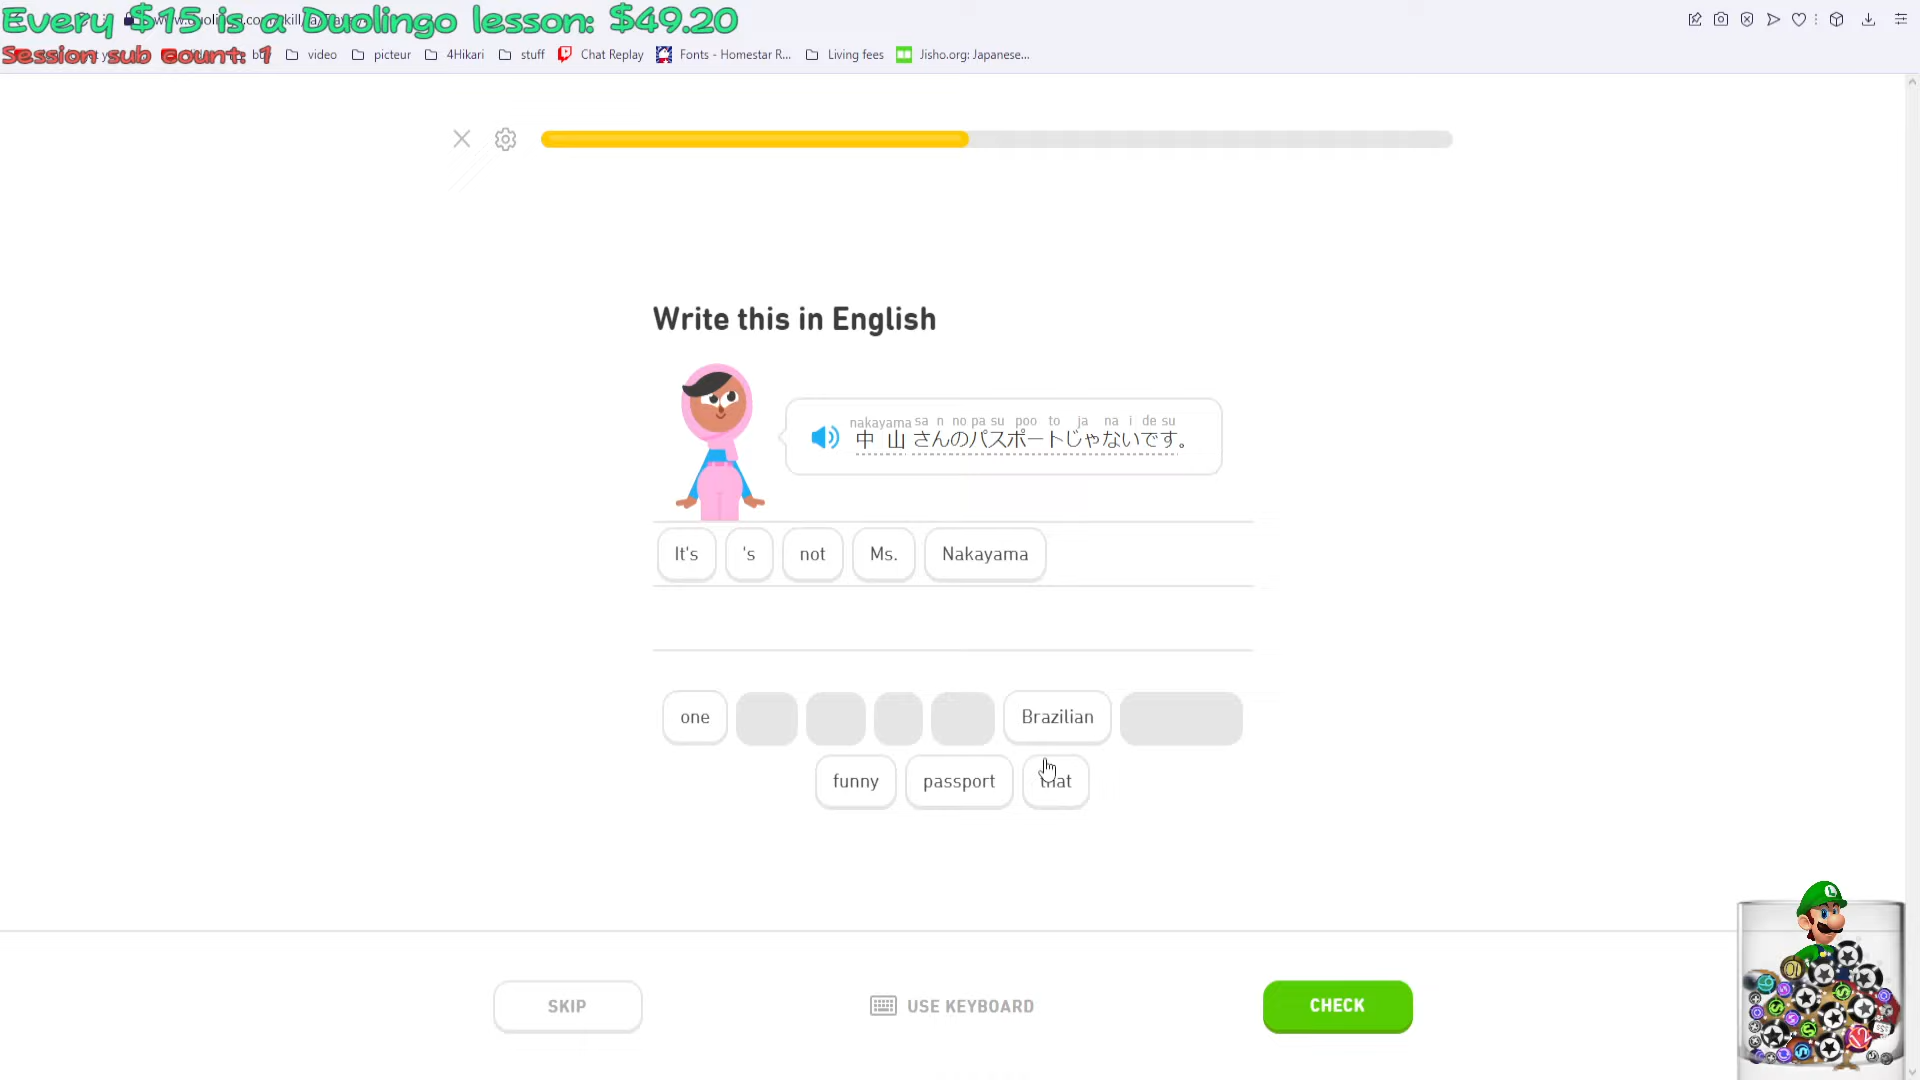 Every $15 is a Duolingo lesson: $49.20
Session sub count: 1
video picteur 4Hikari stuff Chat Replay Fonts - Homestar R... Living fees Jisho.org: Japanese...
Write this in English
nakayama sa n no pa su poo to ja na i de su
中山さんのパスポートじゃないです。
It's 's not Ms. Nakayama
one Brazilian
funny passport that
SKIP USE KEYBOARD CHECK